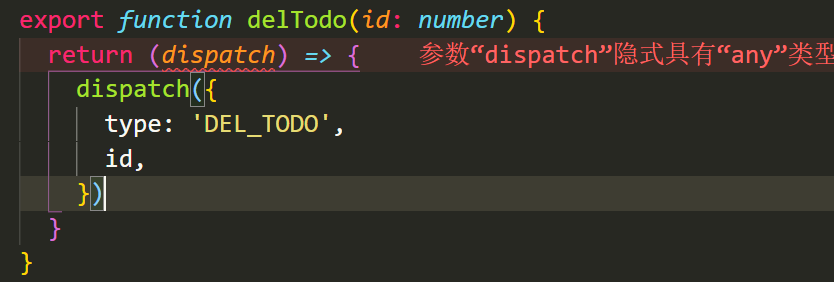 export function delTodo(id: number) {
return (dispatch) => { 参数“dispatch”隐式具有“any”类型
dispatch({
type: 'DEL_TODO',
id,
})
}
}